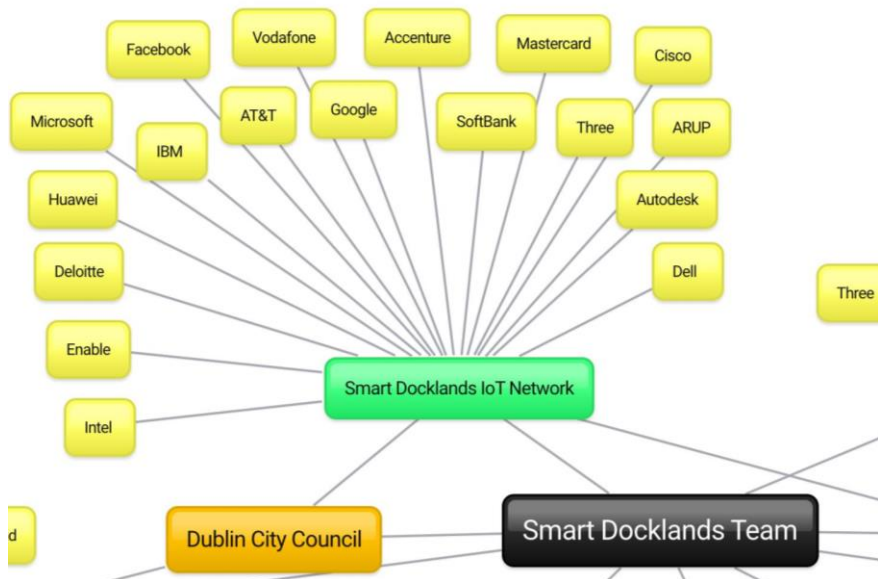 Facebook
Vodafone
Accenture
Mastercard
Cisco
Microsoft
IBM
AT&T
Google
SoftBank
Three
ARUP
Huawei
Autodesk
Deloitte
Dell
Three
Enable
Smart Docklands IoT Network
Intel
d
Dublin City Council
Smart Docklands Team